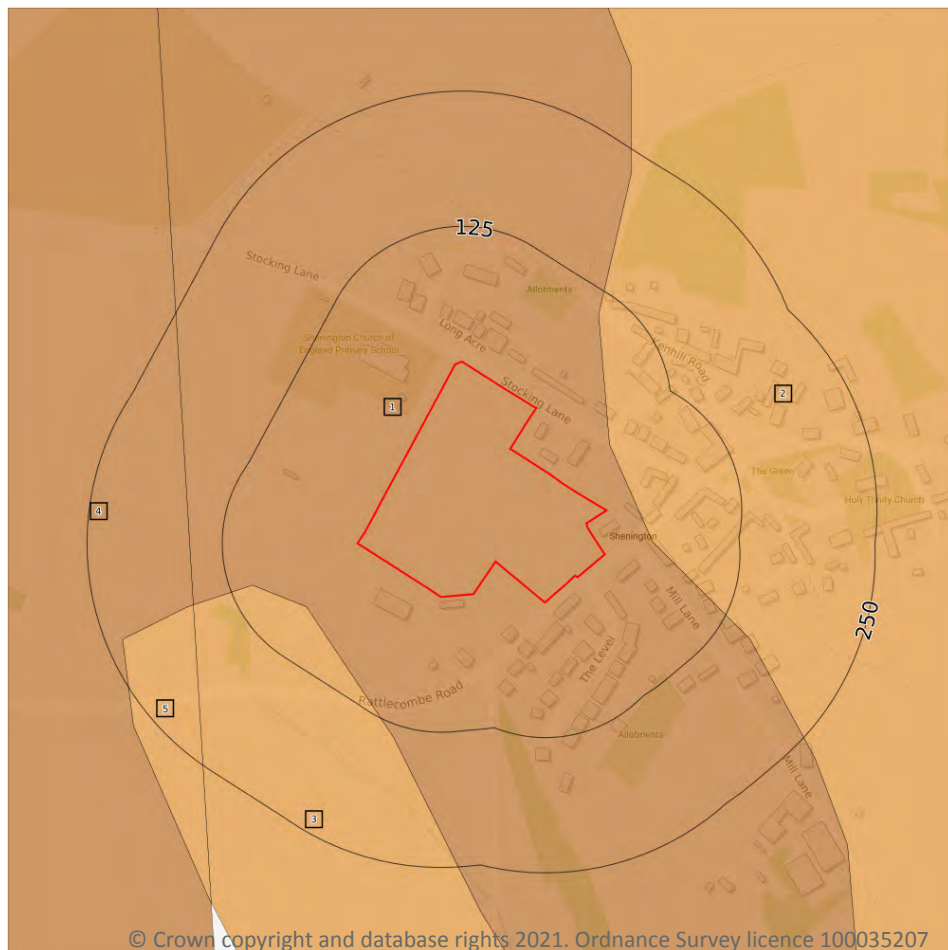 125
Stocking Lane
Allotments
Shenington Church of
England Primary School
Long Acre
Kenhill Road
Stocking Lane
1
2
The Green
Holy Trinity Church
4
Shenington
Mill Lane
250
The Level
Rattlecombe Road
5
Allotments
Mill Lane
3
© Crown copyright and database rights 2021. Ordnance Survey licence 100035207